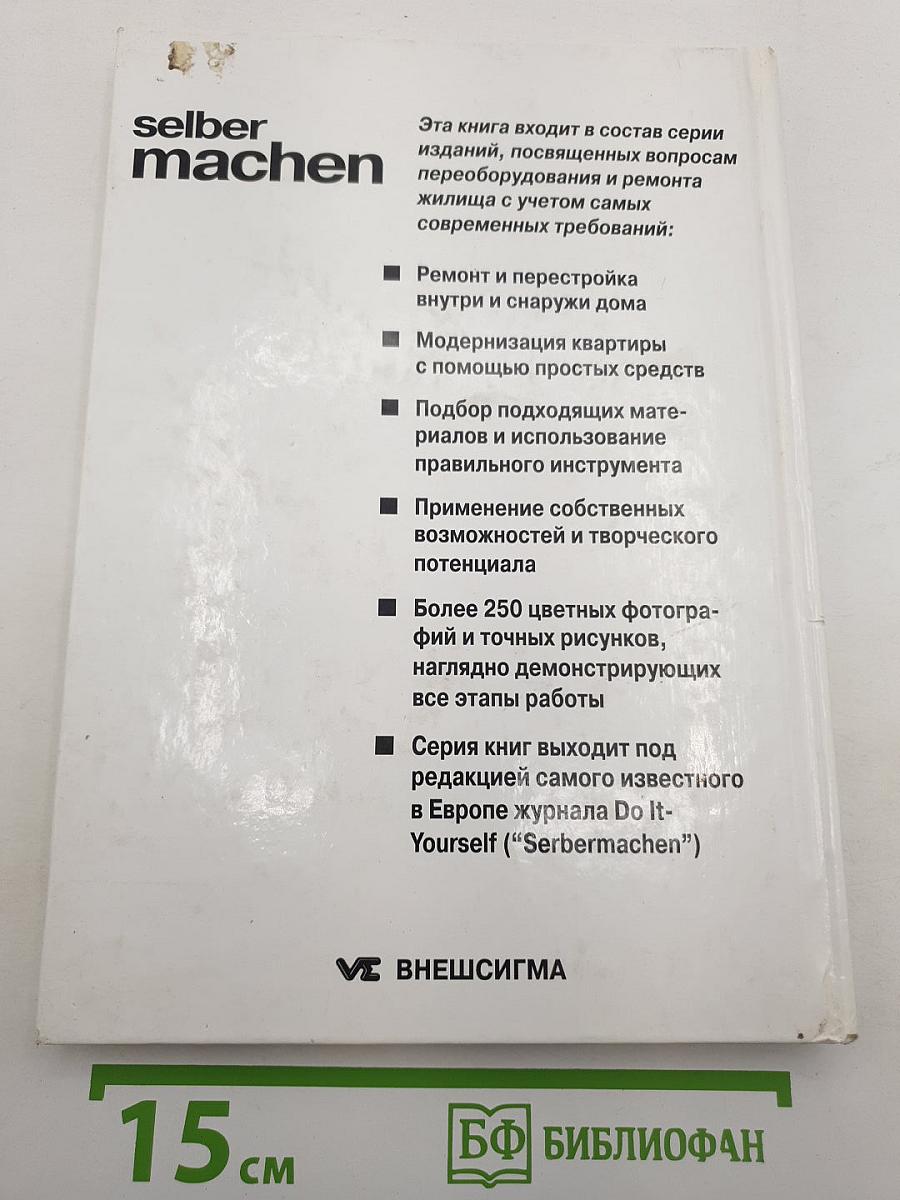 selber
machen
Эта книга входит в состав серии
изданий, посвященных вопросам
переоборудования и ремонта
жилища с учетом самых
современных требований:
■ Ремонт и перестройка
внутри и снаружи дома
■ Модернизация квартиры
с помощью простых средств
■ Подбор подходящих мате-
риалов и использование
правильного инструмента
■ Применение собственных
возможностей и творческого
потенциала
■ Более 250 цветных фотогра-
фий и точных рисунков,
наглядно демонстрирующих
все этапы работы
■ Серия книг выходит под
редакцией самого известного
в Европе журнала Do It-
Yourself (“Serbermachen”)
VΣ ВНЕШСИГМА
15 см
БФ БИБЛИОФАН